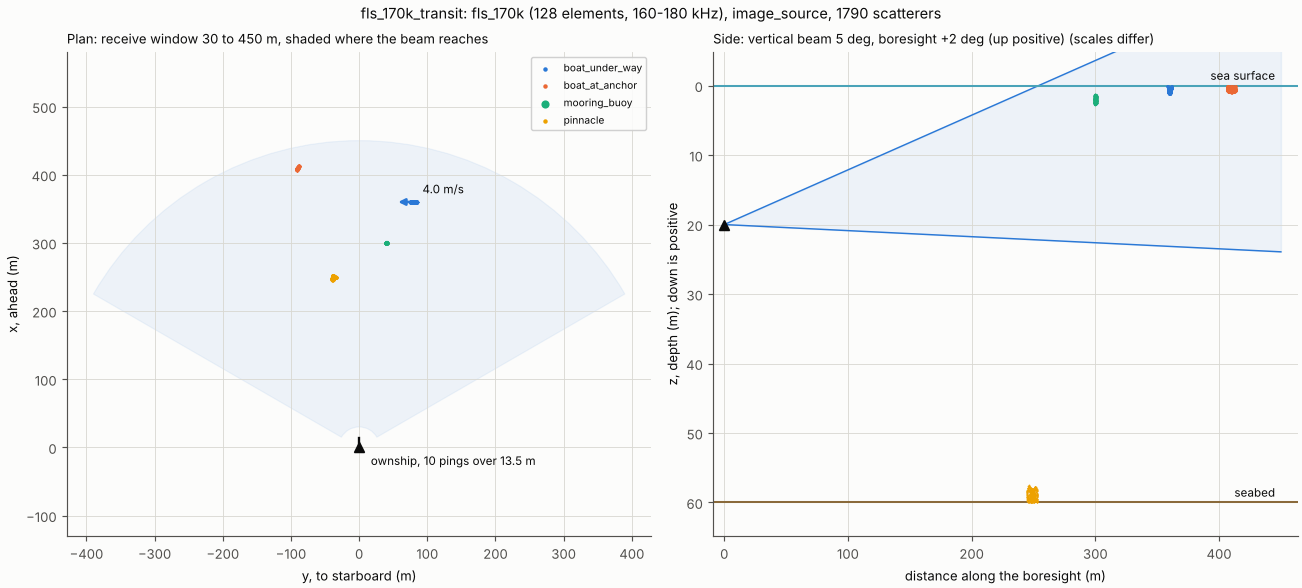 fls_170k_transit: fls_170k (128 elements, 160-180 kHz), image_source, 1790 scatterers
Plan: receive window 30 to 450 m, shaded where the beam reaches
boat_under_way
boat_at_anchor
mooring_buoy
pinnacle
4.0 m/s
ownship, 10 pings over 13.5 m
500
400
300
200
100
0
−100
−400
−300
−200
−100
0
100
200
300
400
x, ahead (m)
y, to starboard (m)
Side: vertical beam 5 deg, boresight +2 deg (up positive) (scales differ)
sea surface
seabed
0
10
20
30
40
50
60
0
100
200
300
400
z, depth (m); down is positive
distance along the boresight (m)